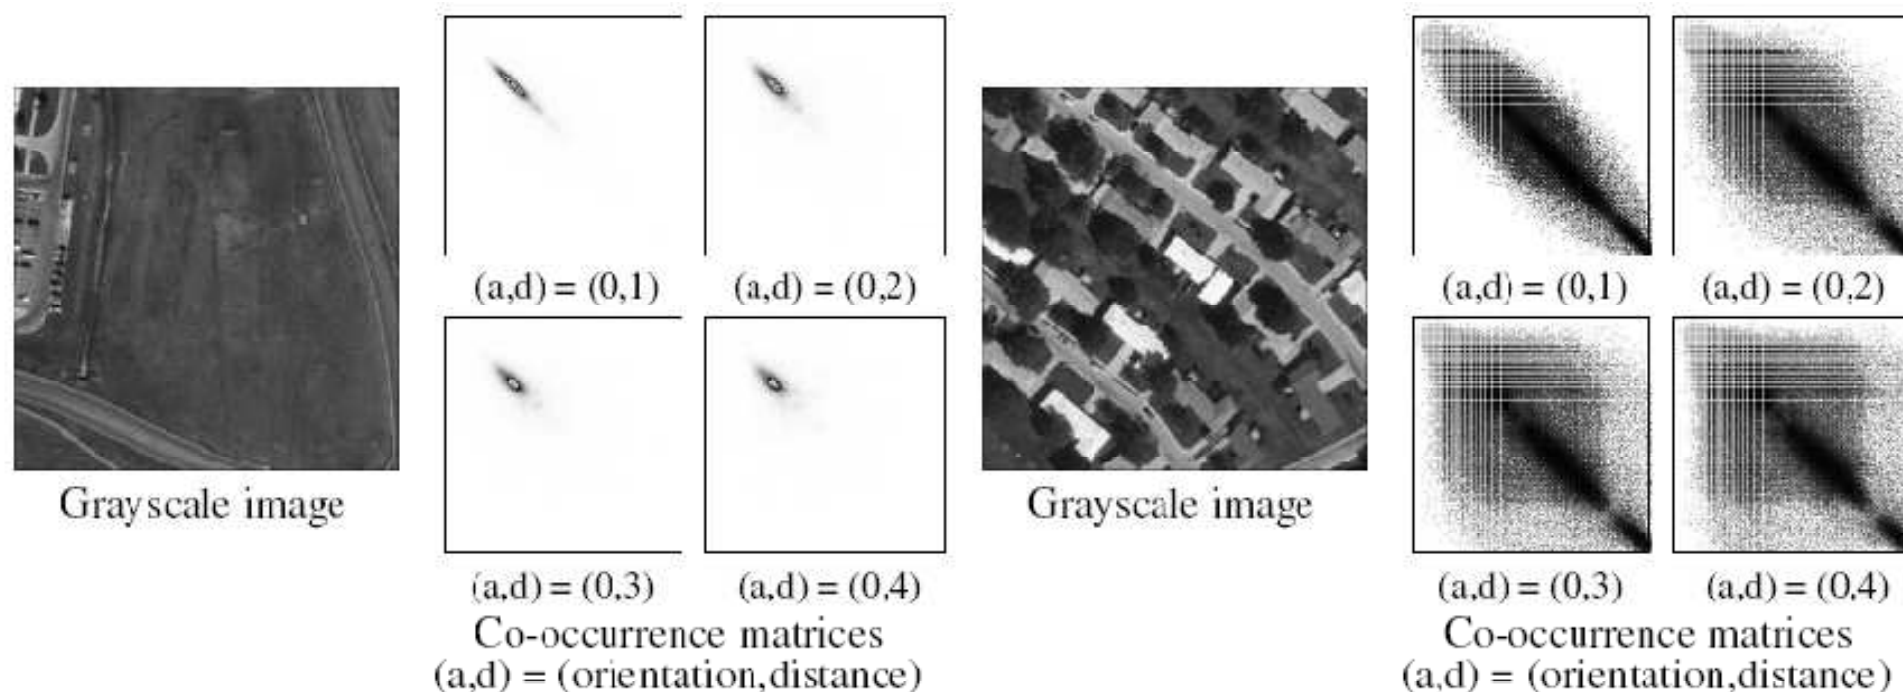 (a,d) = (0,1)
(a,d) = (0,2)
(a,d) = (0,3)
(a,d) = (0,4)
Grayscale image
Co-occurrence matrices
(a,d) = (orientation,distance)
(a,d) = (0,1)
(a,d) = (0,2)
(a,d) = (0,3)
(a,d) = (0,4)
Grayscale image
Co-occurrence matrices
(a,d) = (orientation,distance)